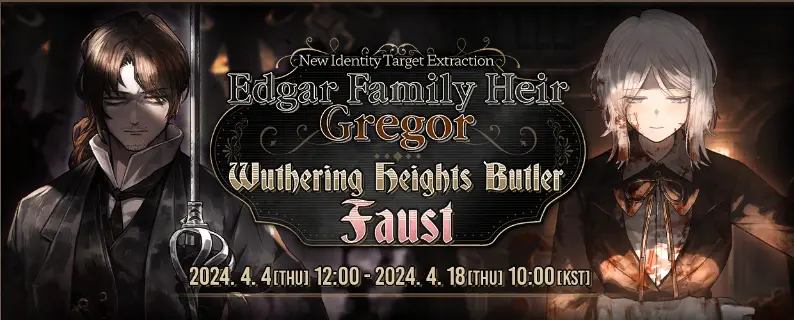 New Identity Target Extraction
Edgar Family Heir
Gregor
Wuthering Heights Butler
Faust
2024. 4. 4[THU] 12:00 - 2024. 4. 18[THU] 10:00[KST]